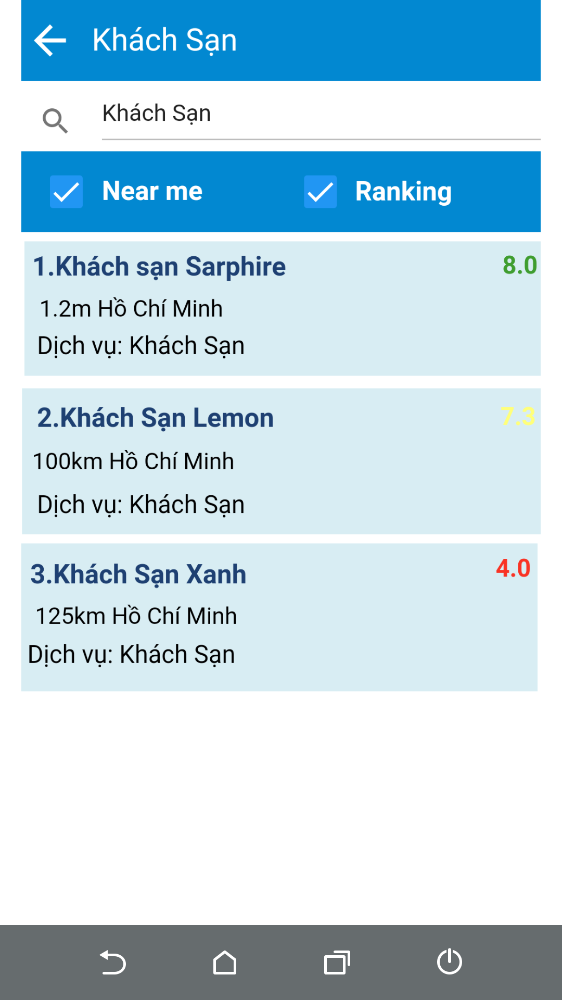 Khách Sạn
Khách Sạn
Near me
Ranking
1.Khách sạn Sarphire
8.0
1.2m Hồ Chí Minh
Dịch vụ: Khách Sạn
2.Khách Sạn Lemon
7.3
100km Hồ Chí Minh
Dịch vụ: Khách Sạn
3.Khách Sạn Xanh
4.0
125km Hồ Chí Minh
Dịch vụ: Khách Sạn